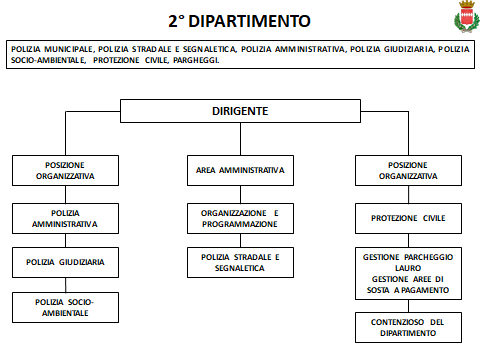 2° DIPARTIMENTO
POLIZIA MUNICIPALE, POLIZIA STRADALE E SEGNALETICA, POLIZIA AMMINISTRATIVA, POLIZIA GIUDIZIARIA, POLIZIA
SOCIO-AMBIENTALE, PROTEZIONE CIVILE, PARGHEGGI.
DIRIGENTE
POSIZIONE
ORGANIZZATIVA
POLIZIA
AMMINISTRATIVA
POLIZIA GIUDIZIARIA
POLIZIA SOCIO-
AMBIENTALE
AREA AMMINISTRATIVA
ORGANIZZAZIONE E
PROGRAMMAZIONE
POLIZIA STRADALE E
SEGNALETICA
POSIZIONE
ORGANIZZATIVA
PROTEZIONE CIVILE
GESTIONE PARCHEGGIO
LAURO
GESTIONE AREE DI
SOSTA A PAGAMENTO
CONTENZIOSO DEL
DIPARTIMENTO